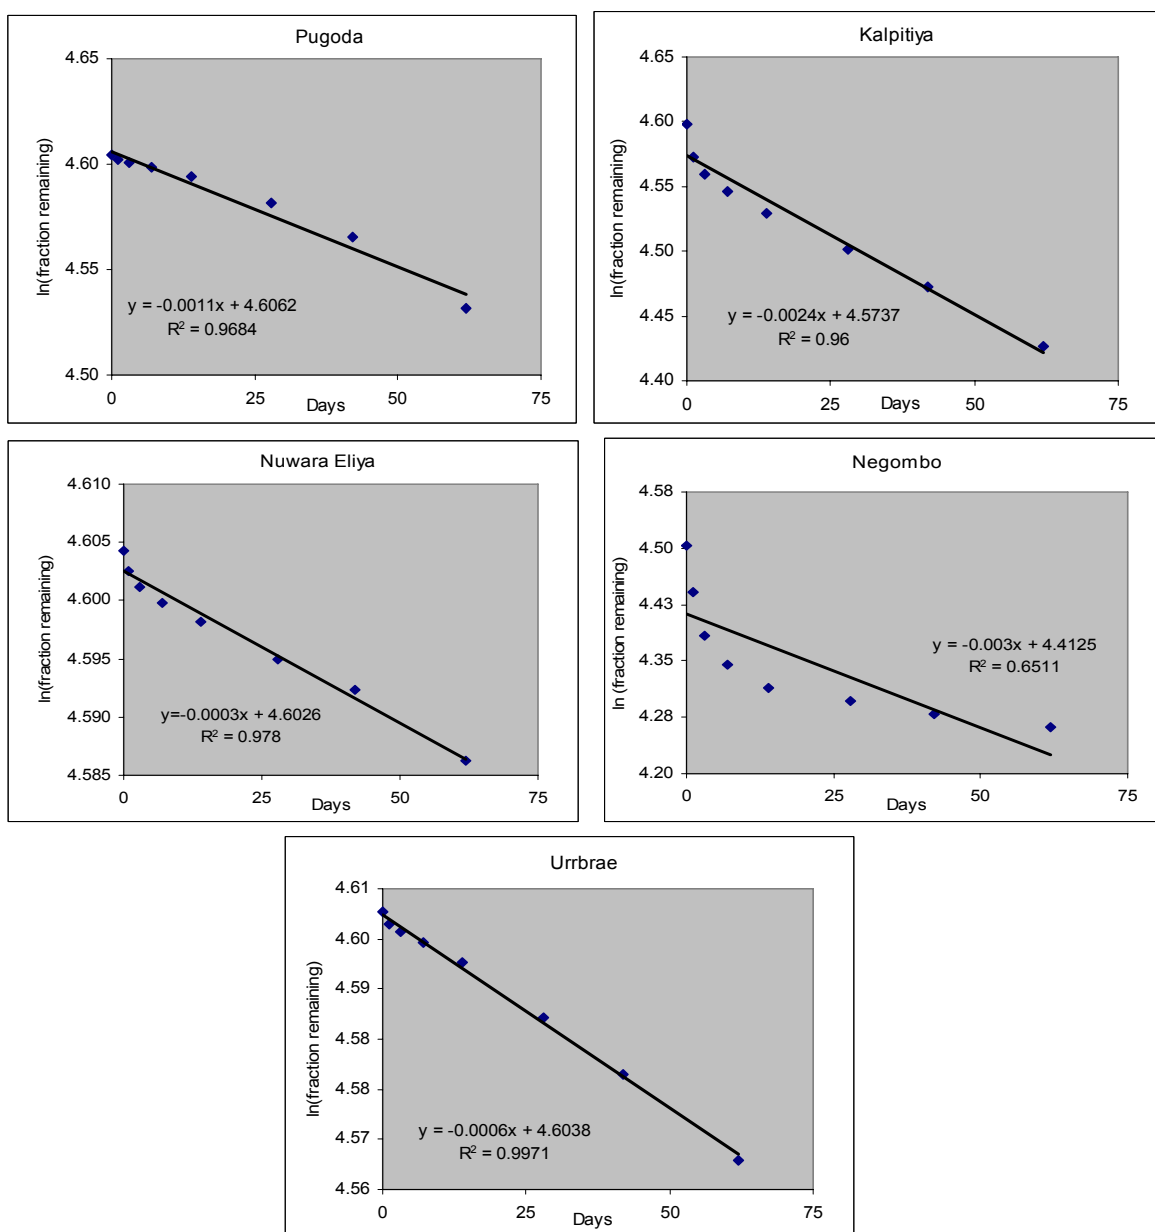 Pugoda
4.65
4.60
4.55
4.50
ln(fraction remaining)
y = -0.0011x + 4.6062
R² = 0.9684
0
25
50
75
Days
Kalpitiya
4.65
4.60
4.55
4.50
4.45
4.40
ln(fraction remaining)
y = -0.0024x + 4.5737
R² = 0.96
0
25
50
75
Days
Nuwara Eliya
4.610
4.605
4.600
4.595
4.590
4.585
ln(fraction remaining)
y=-0.0003x + 4.6026
R² = 0.978
0
25
50
75
Days
Negombo
4.58
4.50
4.43
4.35
4.28
4.20
ln (fraction remaining)
y = -0.003x + 4.4125
R² = 0.6511
0
25
50
75
Days
Urrbrae
4.61
4.60
4.59
4.58
4.58
4.57
4.56
ln(fraction remaining)
y = -0.0006x + 4.6038
R² = 0.9971
0
25
50
75
Days